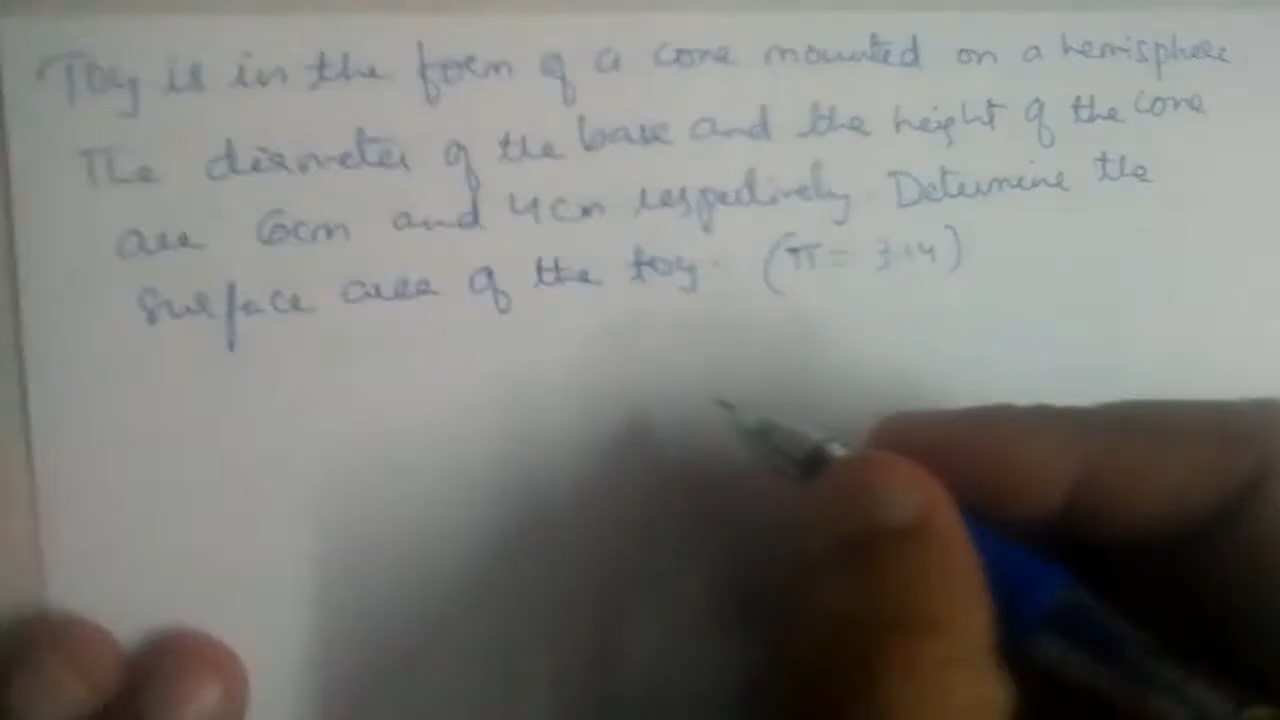 Toy is in the form of a cone mounted on a hemisphere.
The diameter of the base and the height of the cone
are 6cm and 4cm respectively. Determine the
surface area of the toy. (π = 3.14)